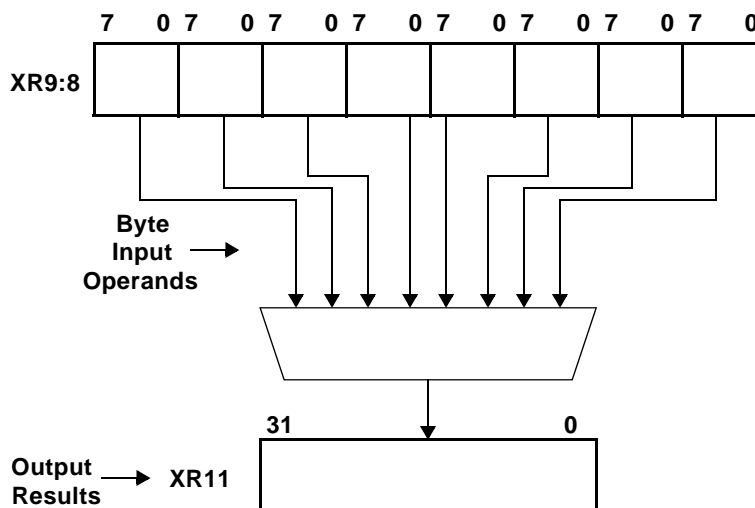 7 0 7 0 7 0 7 0 7 0 7 0 7 0 7 0
XR9:8
Byte
Input
Operands
31 0
Output
Results
XR11